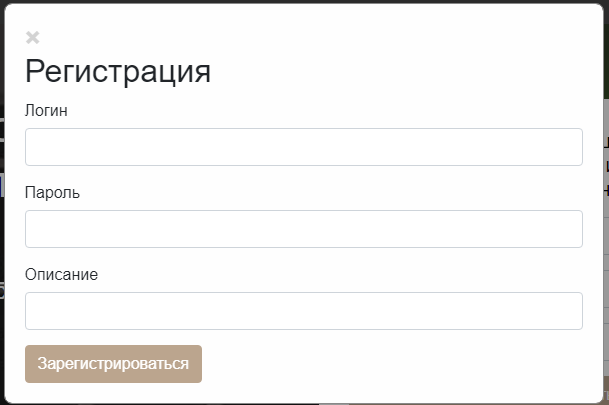 ×
Регистрация
Логин
Пароль
Описание
Зарегистрироваться